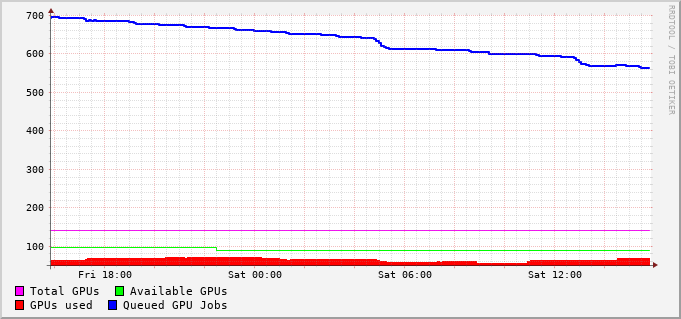 700
600
500
400
300
200
100
Fri 18:00 Sat 00:00 Sat 06:00 Sat 12:00
Total GPUs Available GPUs
GPUs used Queued GPU Jobs
RRDTOOL / TOBI OETIKER